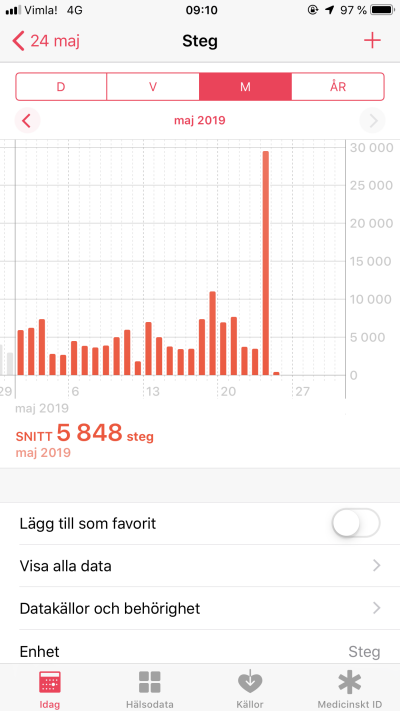 Vimla! 4G 09:10 97 %
24 maj Steg +
D V M ÅR
maj 2019
30 000
25 000
20 000
15 000
10 000
5 000
0
29 6 13 20 27
maj 2019
SNITT 5 848 steg
maj 2019
Lägg till som favorit
Visa alla data
Datakällor och behörighet
Enhet Steg
Idag Hälsodata Källor Medicinskt ID